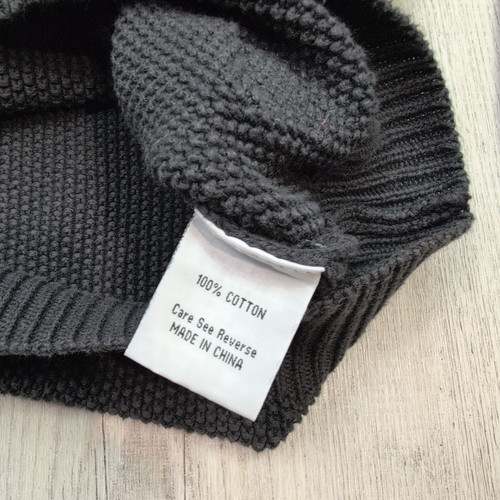 100% COTTON
Care See Reverse
MADE IN CHINA